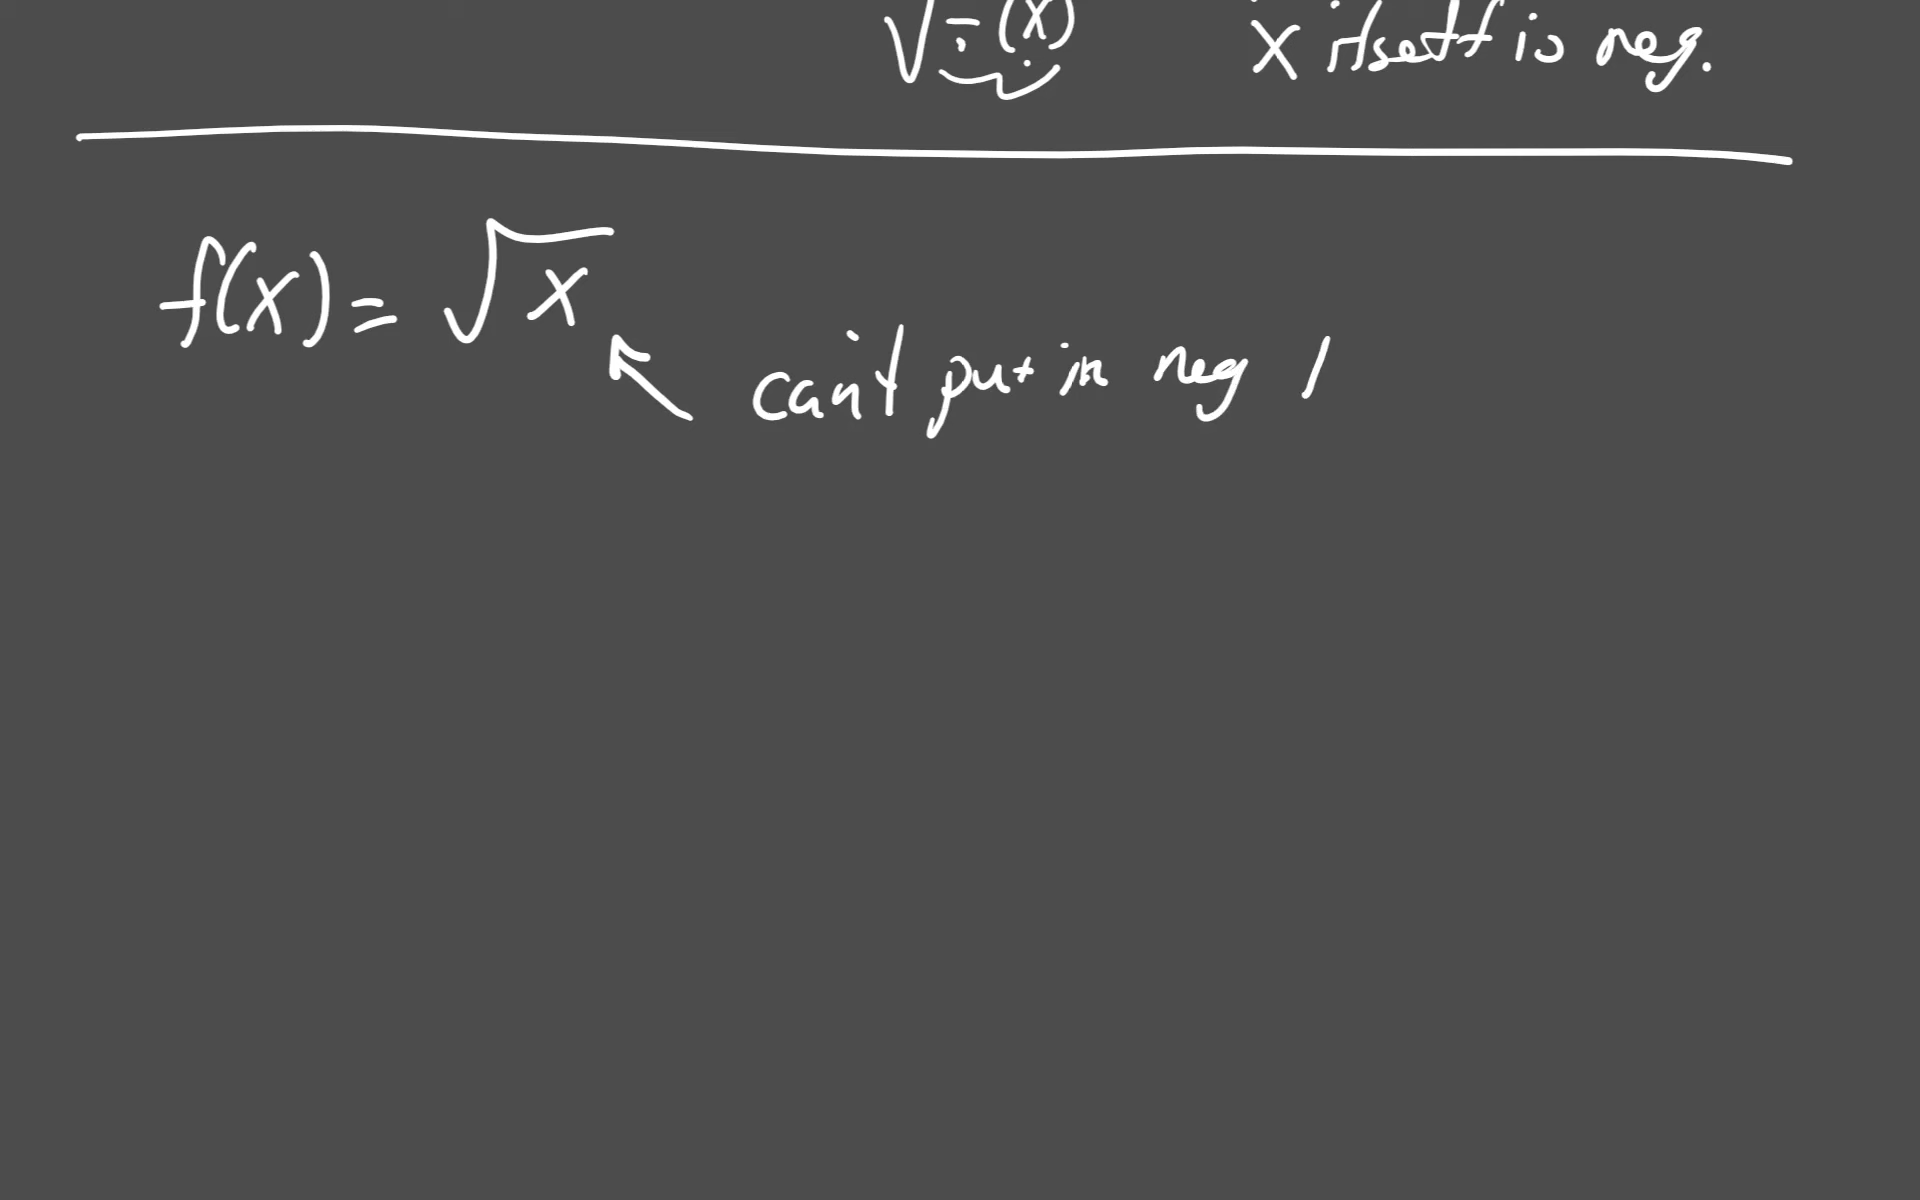 √-(x) x itself is neg.
f(x) = √x
can't put in neg